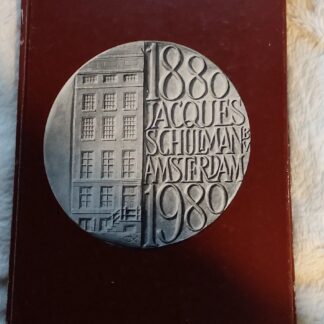 1880
JACQUES
SCHULMAN BV
AMSTERDAM
1980